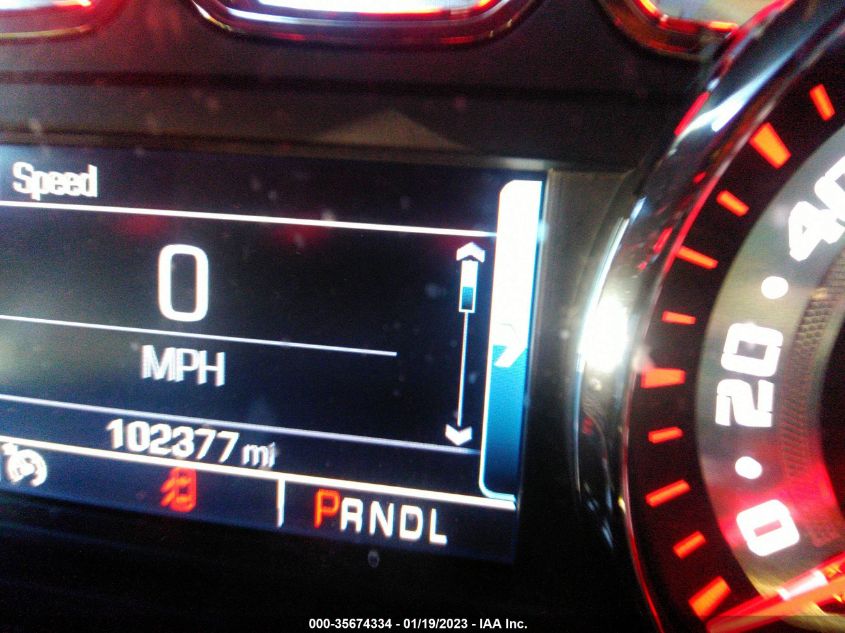 Speed
0
MPH
102377 mi
PRNDL
40
20
0
000-35674334 - 01/19/2023 - IAA Inc.